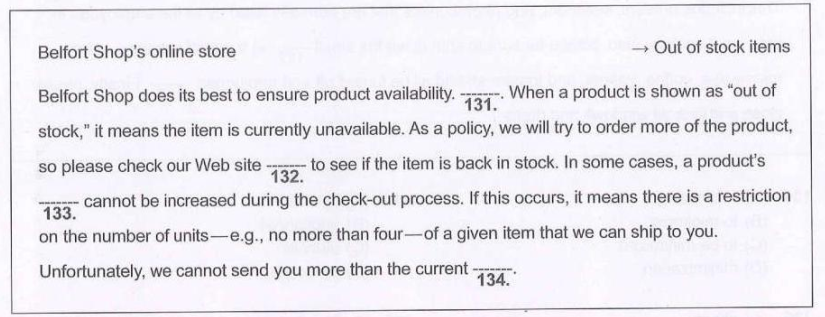 Belfort Shop's online store → Out of stock items
Belfort Shop does its best to ensure product availability. -------. When a product is shown as "out
131.
stock," it means the item is currently unavailable. As a policy, we will try to order more of the product,
so please check our Web site ------- to see if the item is back in stock. In some cases, a product's
132.
------- cannot be increased during the check-out process. If this occurs, it means there is a restriction
133.
on the number of units—e.g., no more than four—of a given item that we can ship to you.
Unfortunately, we cannot send you more than the current -------.
134.